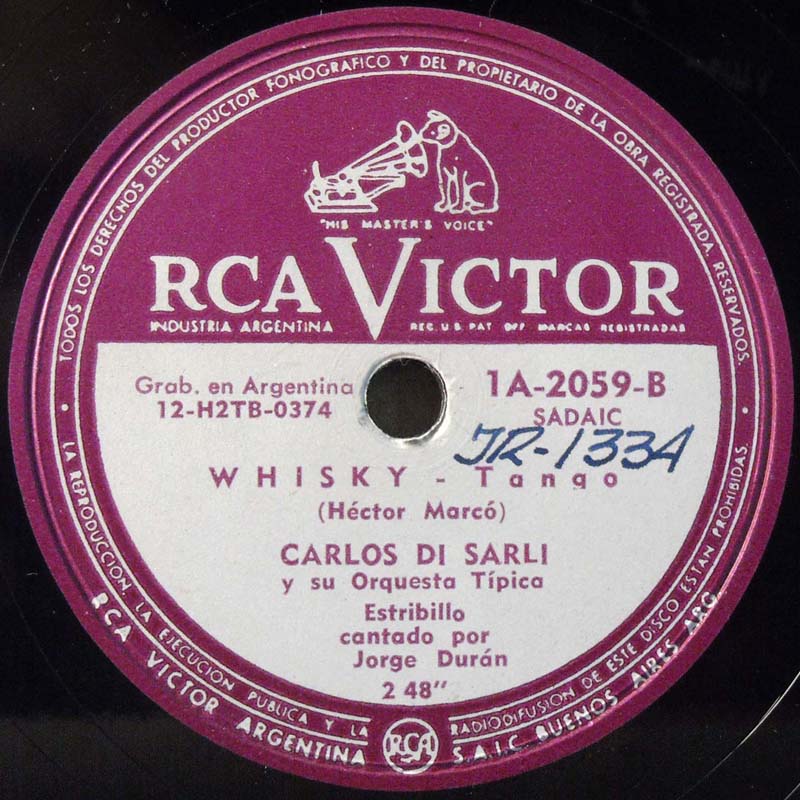 TODOS LOS DERECHOS DEL PRODUCTOR FONOGRAFICO Y DEL PROPIETARIO DE LA OBRA REGISTRADA, RESERVADOS.
"HIS MASTER'S VOICE"
RCA VICTOR
INDUSTRIA ARGENTINA
REG. U.S. PAT OFF MARCAS REGISTRADAS
Grab. en Argentina
12-H2TB-0374
1A-2059-B
SADAIC
JR-1334
WHISKY - Tango
(Héctor Marcó)
CARLOS DI SARLI
y su Orquesta Típica
Estribillo
cantado por
Jorge Durán
2 48"
LA REPRODUCCION, LA EJECUCION PUBLICA Y LA RADIODIFUSION DE ESTE DISCO ESTAN PROHIBIDAS.
RCA VICTOR ARGENTINA RCA S.A.I.C. BUENOS AIRES ARG.